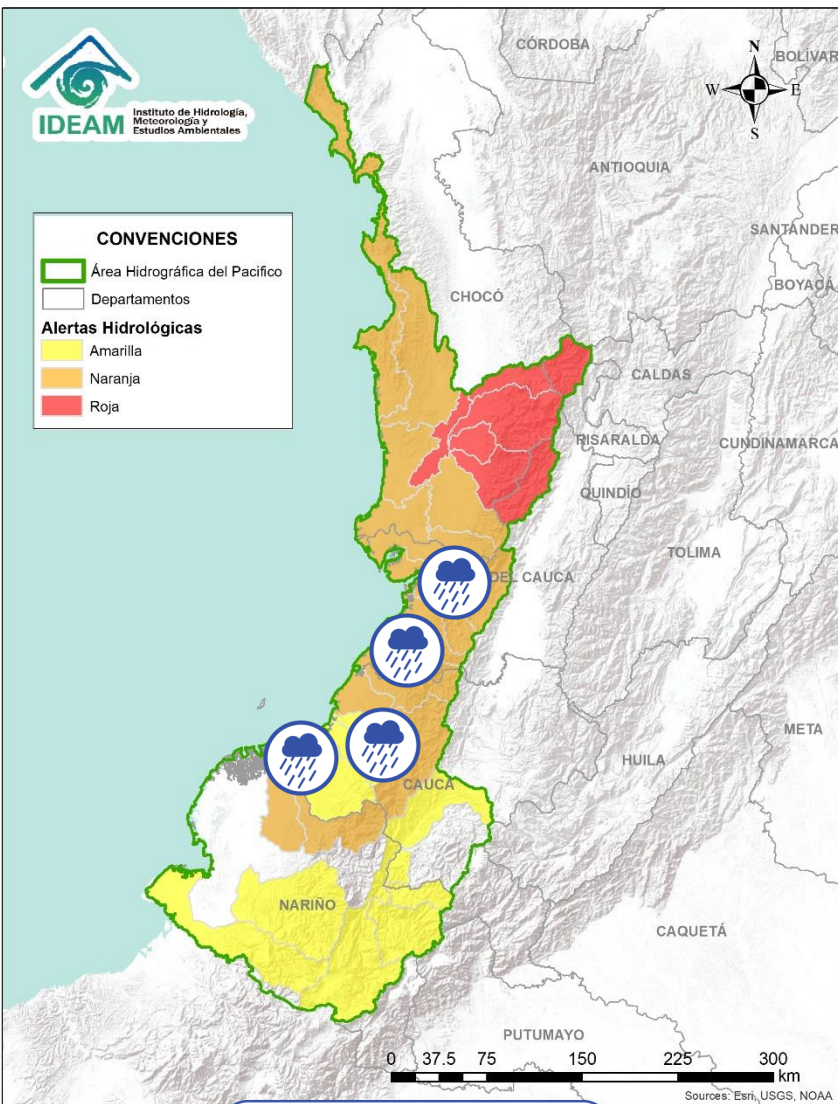 IDEAM
Instituto de Hidrología,
Meteorología y
Estudios Ambientales
N
W
E
S
CÓRDOBA
BOLÍVAR
ANTIOQUIA
SANTANDER
BOYACÁ
CHOCÓ
CALDAS
RISARALDA
CUNDINAMARCA
QUINDÍO
TOLIMA
DEL CAUCA
META
HUILA
CAUCA
NARIÑO
CAQUETÁ
PUTUMAYO
CONVENCIONES
Área Hidrográfica del Pacifico
Departamentos
Alertas Hidrológicas
Amarilla
Naranja
Roja
0 37.5 75 150 225 300
km
Sources: Esri, USGS, NOAA